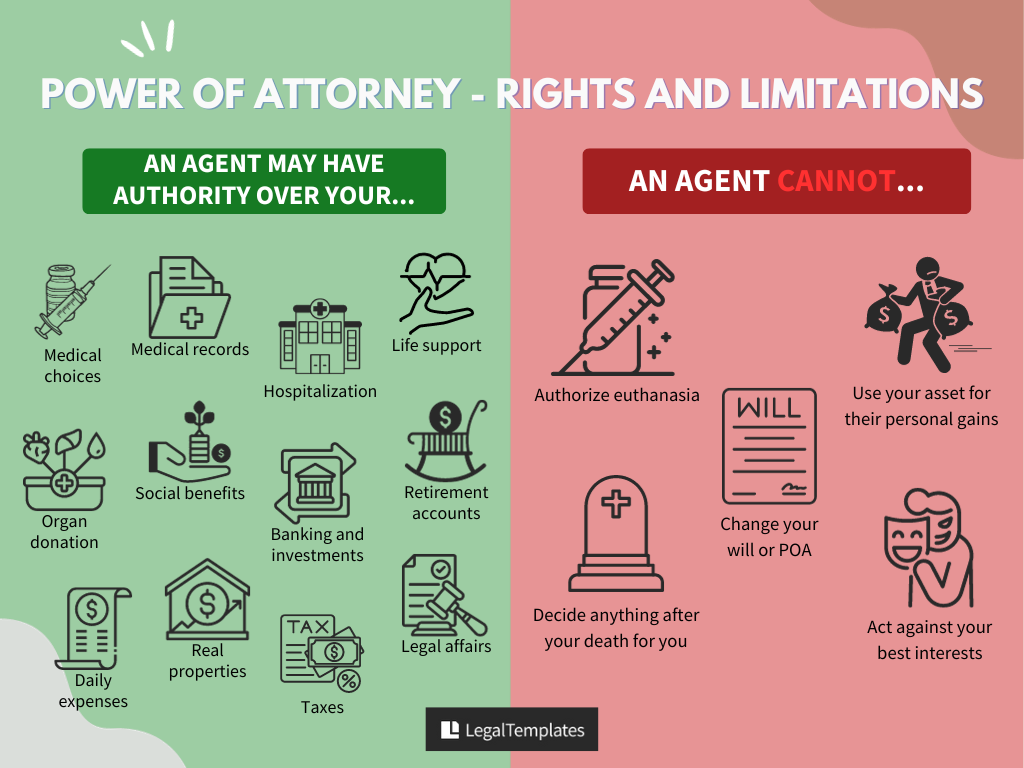 POWER OF ATTORNEY - RIGHTS AND LIMITATIONS
AN AGENT MAY HAVE
AUTHORITY OVER YOUR...
Medical
choices
Medical records
Hospitalization
Life support
Organ
donation
Social benefits
Banking and
investments
Retirement
accounts
Daily
expenses
Real
properties
TAX
Taxes
Legal affairs
AN AGENT CANNOT...
Authorize euthanasia
WILL
Change your
will or POA
Use your asset for
their personal gains
Decide anything after
your death for you
Act against your
best interests
LegalTemplates